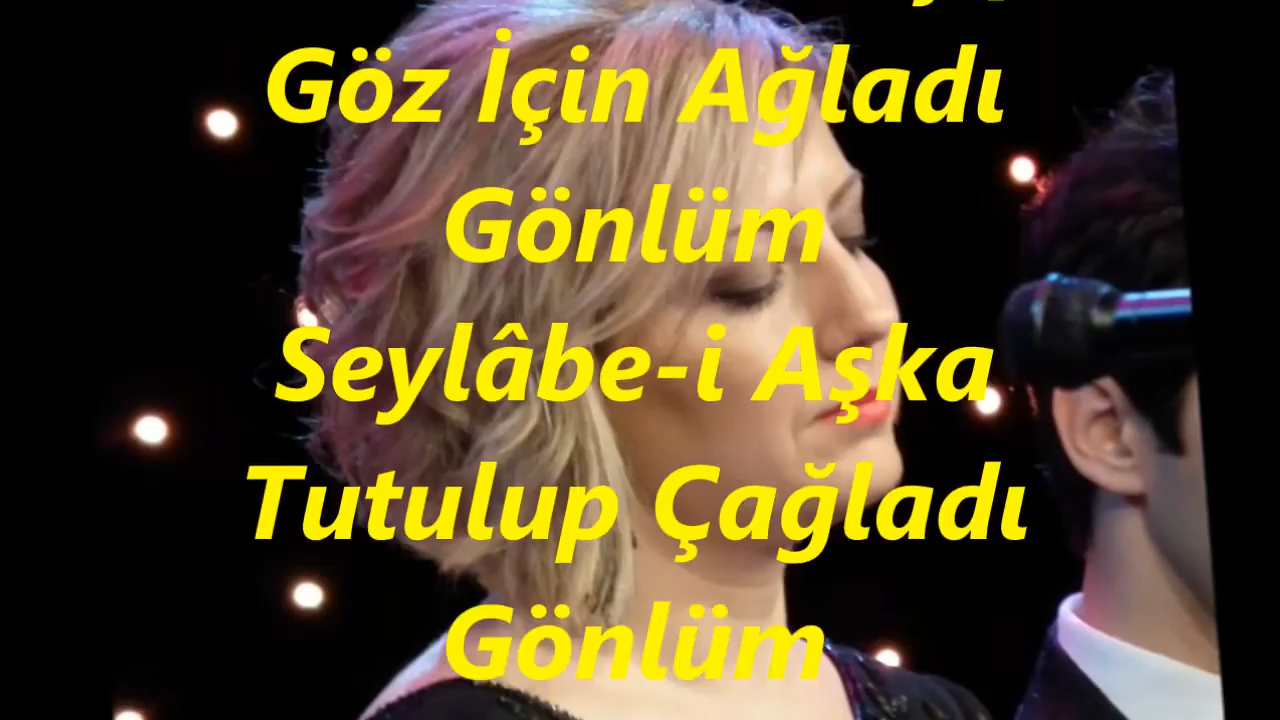 Göz İçin Ağladı
Gönlüm
Seylâbe-i Aşka
Tutulup Çağladı
Gönlüm